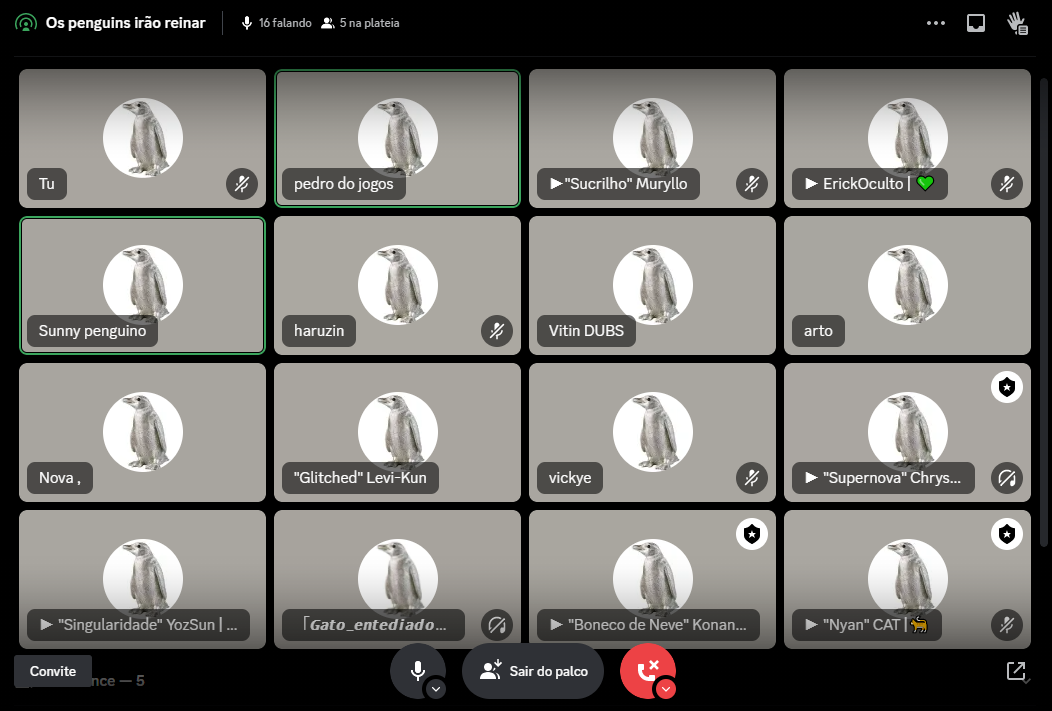 Os penguins irão reinar
16 falando
5 na plateia
Tu
pedro do jogos
"Sucrilho" Muryllo
ErickOculto | 💚
Sunny penguino
haruzin
Vitin DUBS
arto
Nova ,
"Glitched" Levi-Kun
vickye
"Supernova" Chrys...
"Singularidade" YozSun | ...
「Gato_entediado...
"Boneco de Neve" Konan...
"Nyan" CAT | 🐈
Convite
nce — 5
Sair do palco